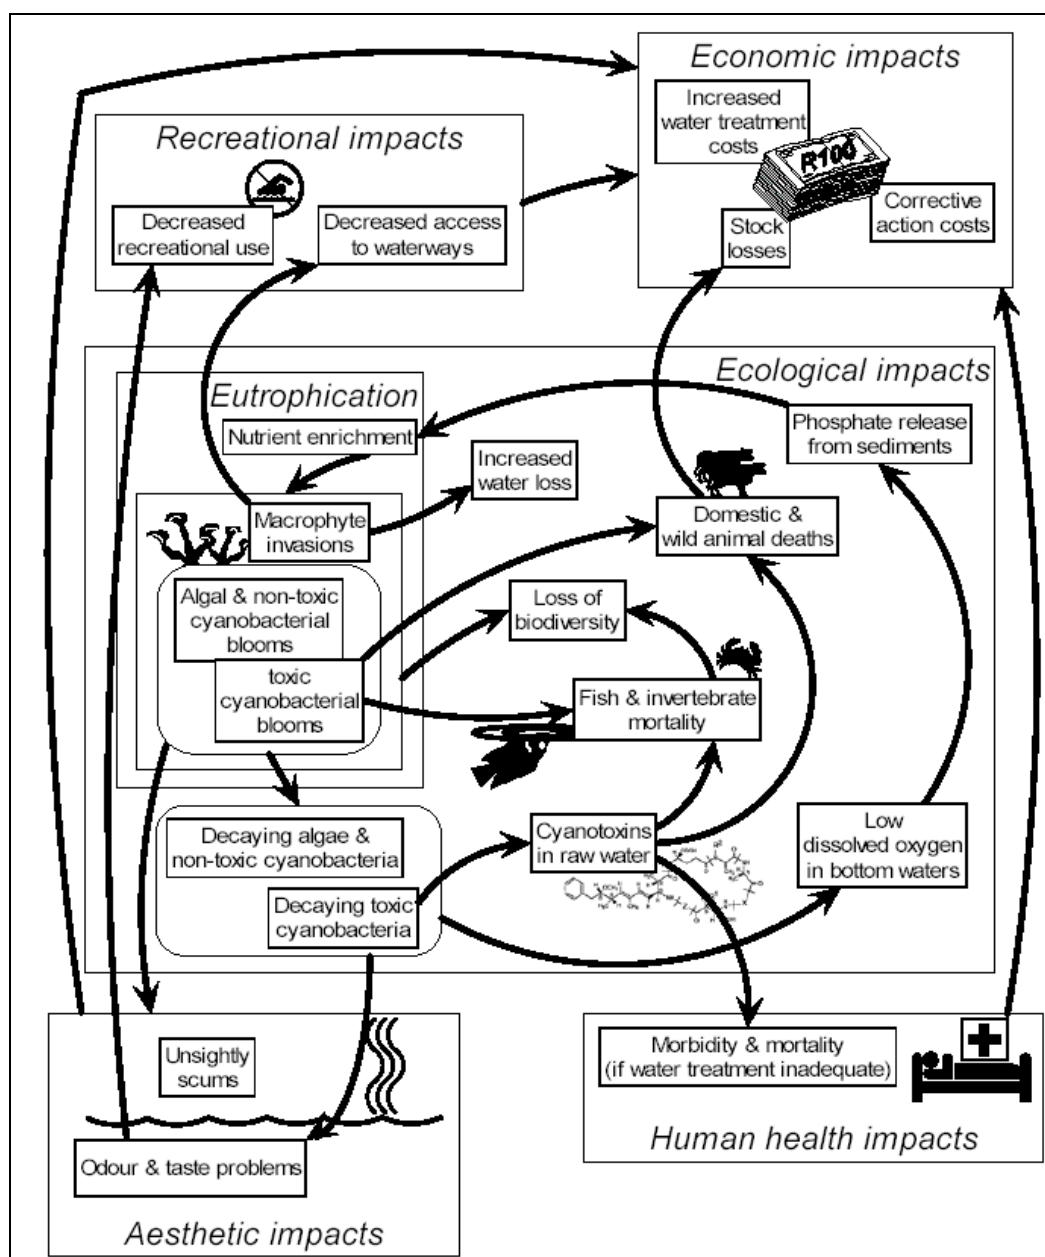 Economic impacts
Increased
water treatment
costs
R100
Corrective
action costs
Stock
losses
Recreational impacts
Decreased
recreational use
Decreased access
to waterways
Ecological impacts
Eutrophication
Nutrient enrichment
Phosphate release
from sediments
Increased
water loss
Macrophyte
invasions
Domestic &
wild animal deaths
Algal & non-toxic
cyanobacterial
blooms
Loss of
biodiversity
toxic
cyanobacterial
blooms
Fish & invertebrate
mortality
Decaying algae &
non-toxic cyanobacteria
Cyanotoxins
in raw water
Low
dissolved oxygen
in bottom waters
Decaying toxic
cyanobacteria
Unsightly
scums
Odour & taste problems
Aesthetic impacts
Morbidity & mortality
(if water treatment inadequate)
Human health impacts